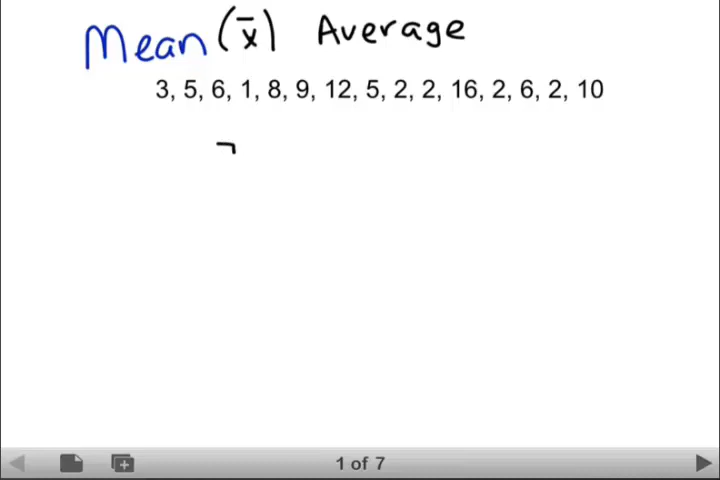 Mean (x̄) Average
3, 5, 6, 1, 8, 9, 12, 5, 2, 2, 16, 2, 6, 2, 10
1 of 7